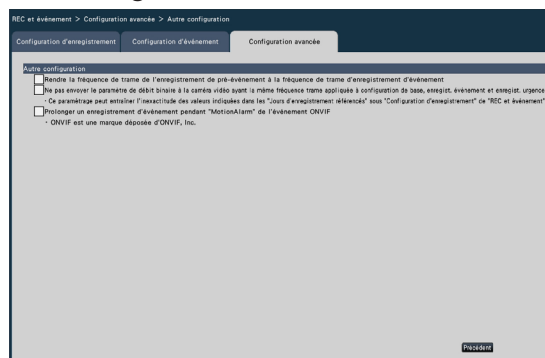 REC et événement > Configuration avancée > Autre configuration
Configuration d'enregistrement
Configuration d'événement
Configuration avancée
Autre configuration
Rendre la fréquence de trame de l'enregistrement de pré-événement à la fréquence de trame d'enregistrement d'événement
Ne pas envoyer le paramètre de débit binaire à la caméra vidéo ayant la même fréquence trame appliquée à configuration de base, enregist, événement et enregist, urgence
· Ce paramétrage peut entraîner l'inexactitude des valeurs indiquées dans les "Jours d'enregistrement référencés" sous "Configuration d'enregistrement" de "REC et événement"
Prolonger un enregistrement d'événement pendant "MotionAlarm" de l'événement ONVIF
· ONVIF est une marque déposée d'ONVIF, Inc.
Précédent